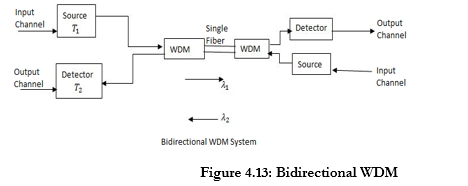 Input
Channel
Source
T₁
Output
Channel
Detector
T₂
WDM
Single
Fiber
WDM
Detector
Output
Channel
Source
Input
Channel
λ₁
λ₂
Bidirectional WDM System
Figure 4.13: Bidirectional WDM